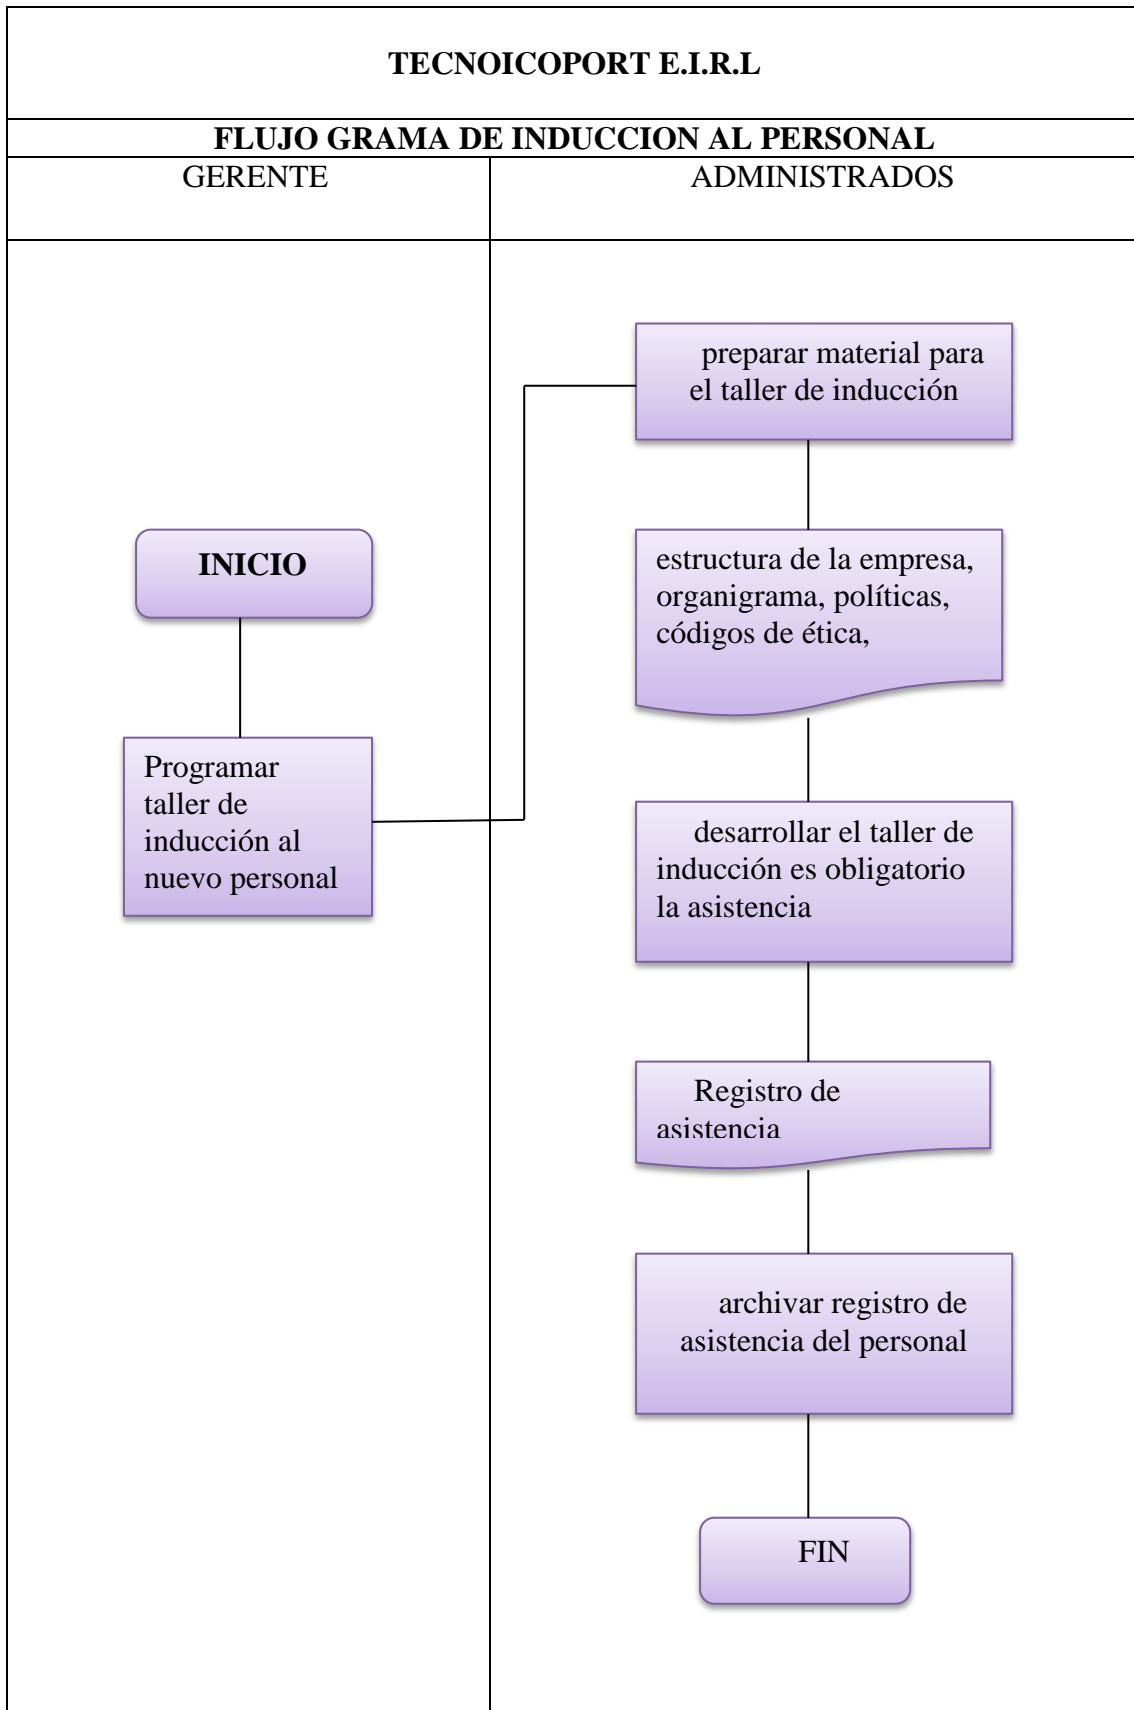 TECNOICOPORT E.I.R.L
FLUJO GRAMA DE INDUCCION AL PERSONAL
GERENTE
ADMINISTRADOS
INICIO
Programar
taller de
inducción al
nuevo personal
preparar material para
el taller de inducción
estructura de la empresa,
organigrama, políticas,
códigos de ética,
desarrollar el taller de
inducción es obligatorio
la asistencia
Registro de
asistencia
archivar registro de
asistencia del personal
FIN